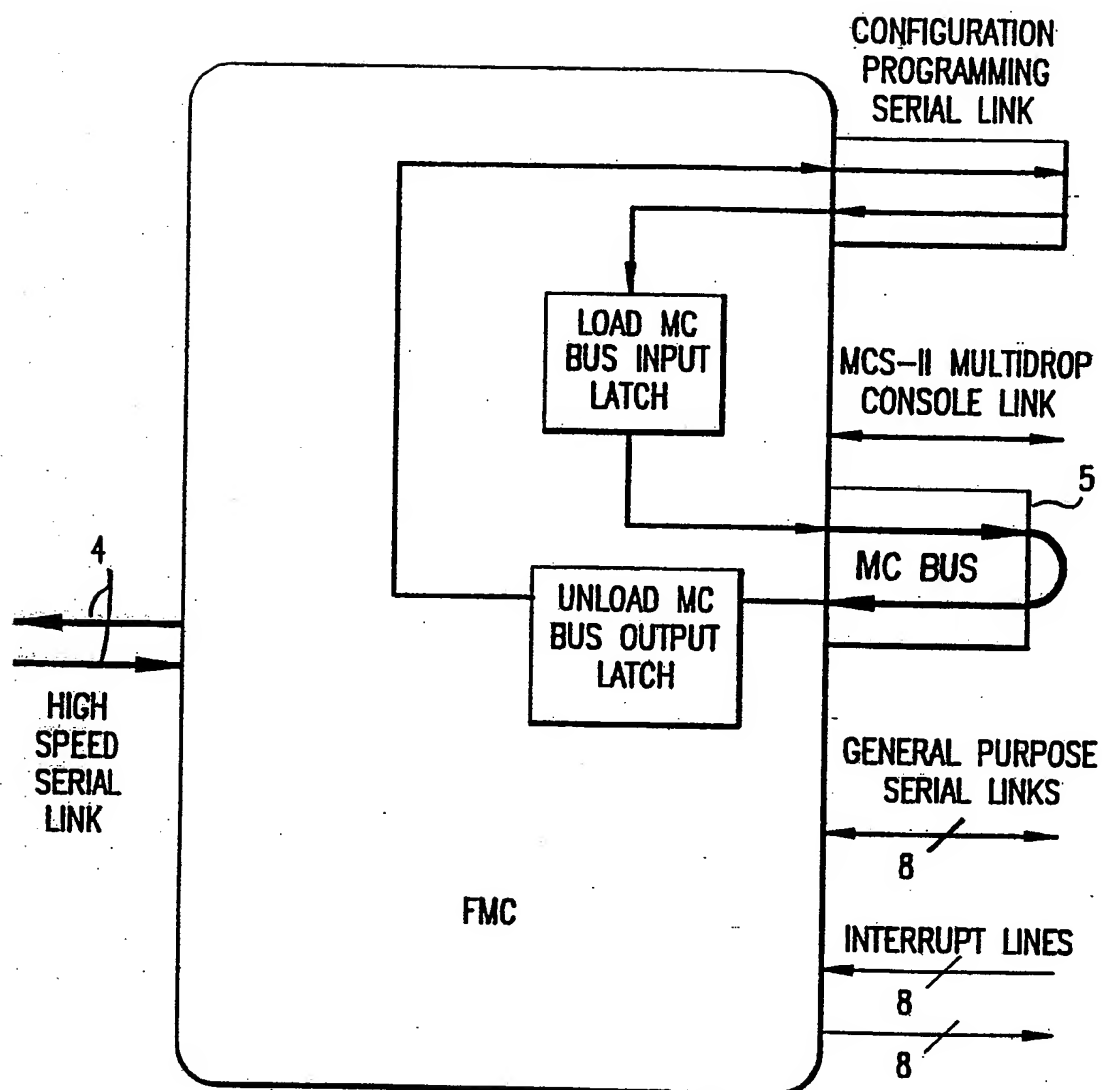 CONFIGURATION
PROGRAMMING
SERIAL LINK
LOAD MC
BUS INPUT
LATCH
MCS-II MULTIDROP
CONSOLE LINK
5
MC BUS
4
UNLOAD MC
BUS OUTPUT
LATCH
HIGH
SPEED
SERIAL
LINK
GENERAL PURPOSE
SERIAL LINKS
8
FMC
INTERRUPT LINES
8
8